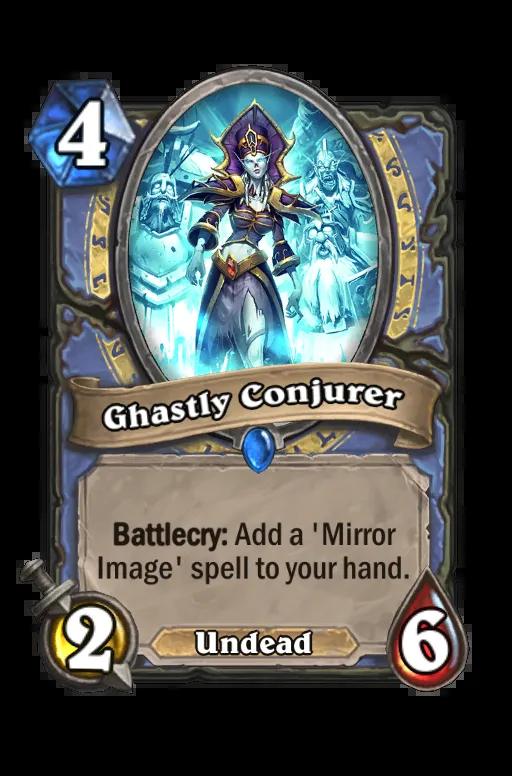 4
Ghastly Conjurer
Battlecry: Add a 'Mirror
Image' spell to your hand.
2
Undead
6